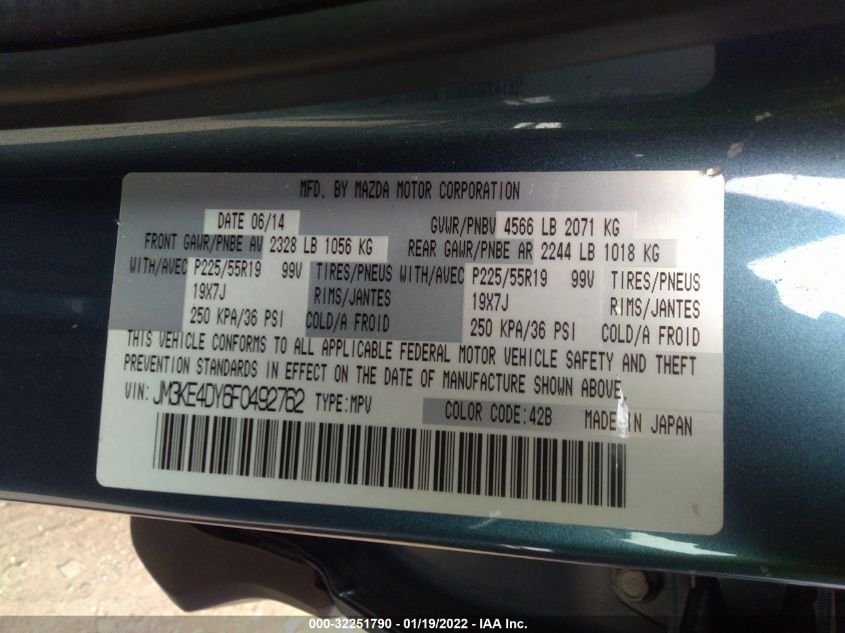 MFD. BY MAZDA MOTOR CORPORATION
DATE 06/14 GVWR/PNBV 4566 LB 2071 KG
FRONT GAWR/PNBE AV 2328 LB 1056 KG REAR GAWR/PNBE AR 2244 LB 1018 KG
WITH/AVEC P225/55R19 99V TIRES/PNEUS WITH/AVEC P225/55R19 99V TIRES/PNEUS
19X7J RIMS/JANTES 19X7J RIMS/JANTES
250 KPA/36 PSI COLD/A FROID 250 KPA/36 PSI COLD/A FROID
THIS VEHICLE CONFORMS TO ALL APPLICABLE FEDERAL MOTOR VEHICLE SAFETY AND THEFT
PREVENTION STANDARDS IN EFFECT ON THE DATE OF MANUFACTURE SHOWN ABOVE.
VIN: JM3KE4DY6F0492762 TYPE:MPV COLOR CODE:42B MADE IN JAPAN
000-32251790 - 01/19/2022 - IAA Inc.